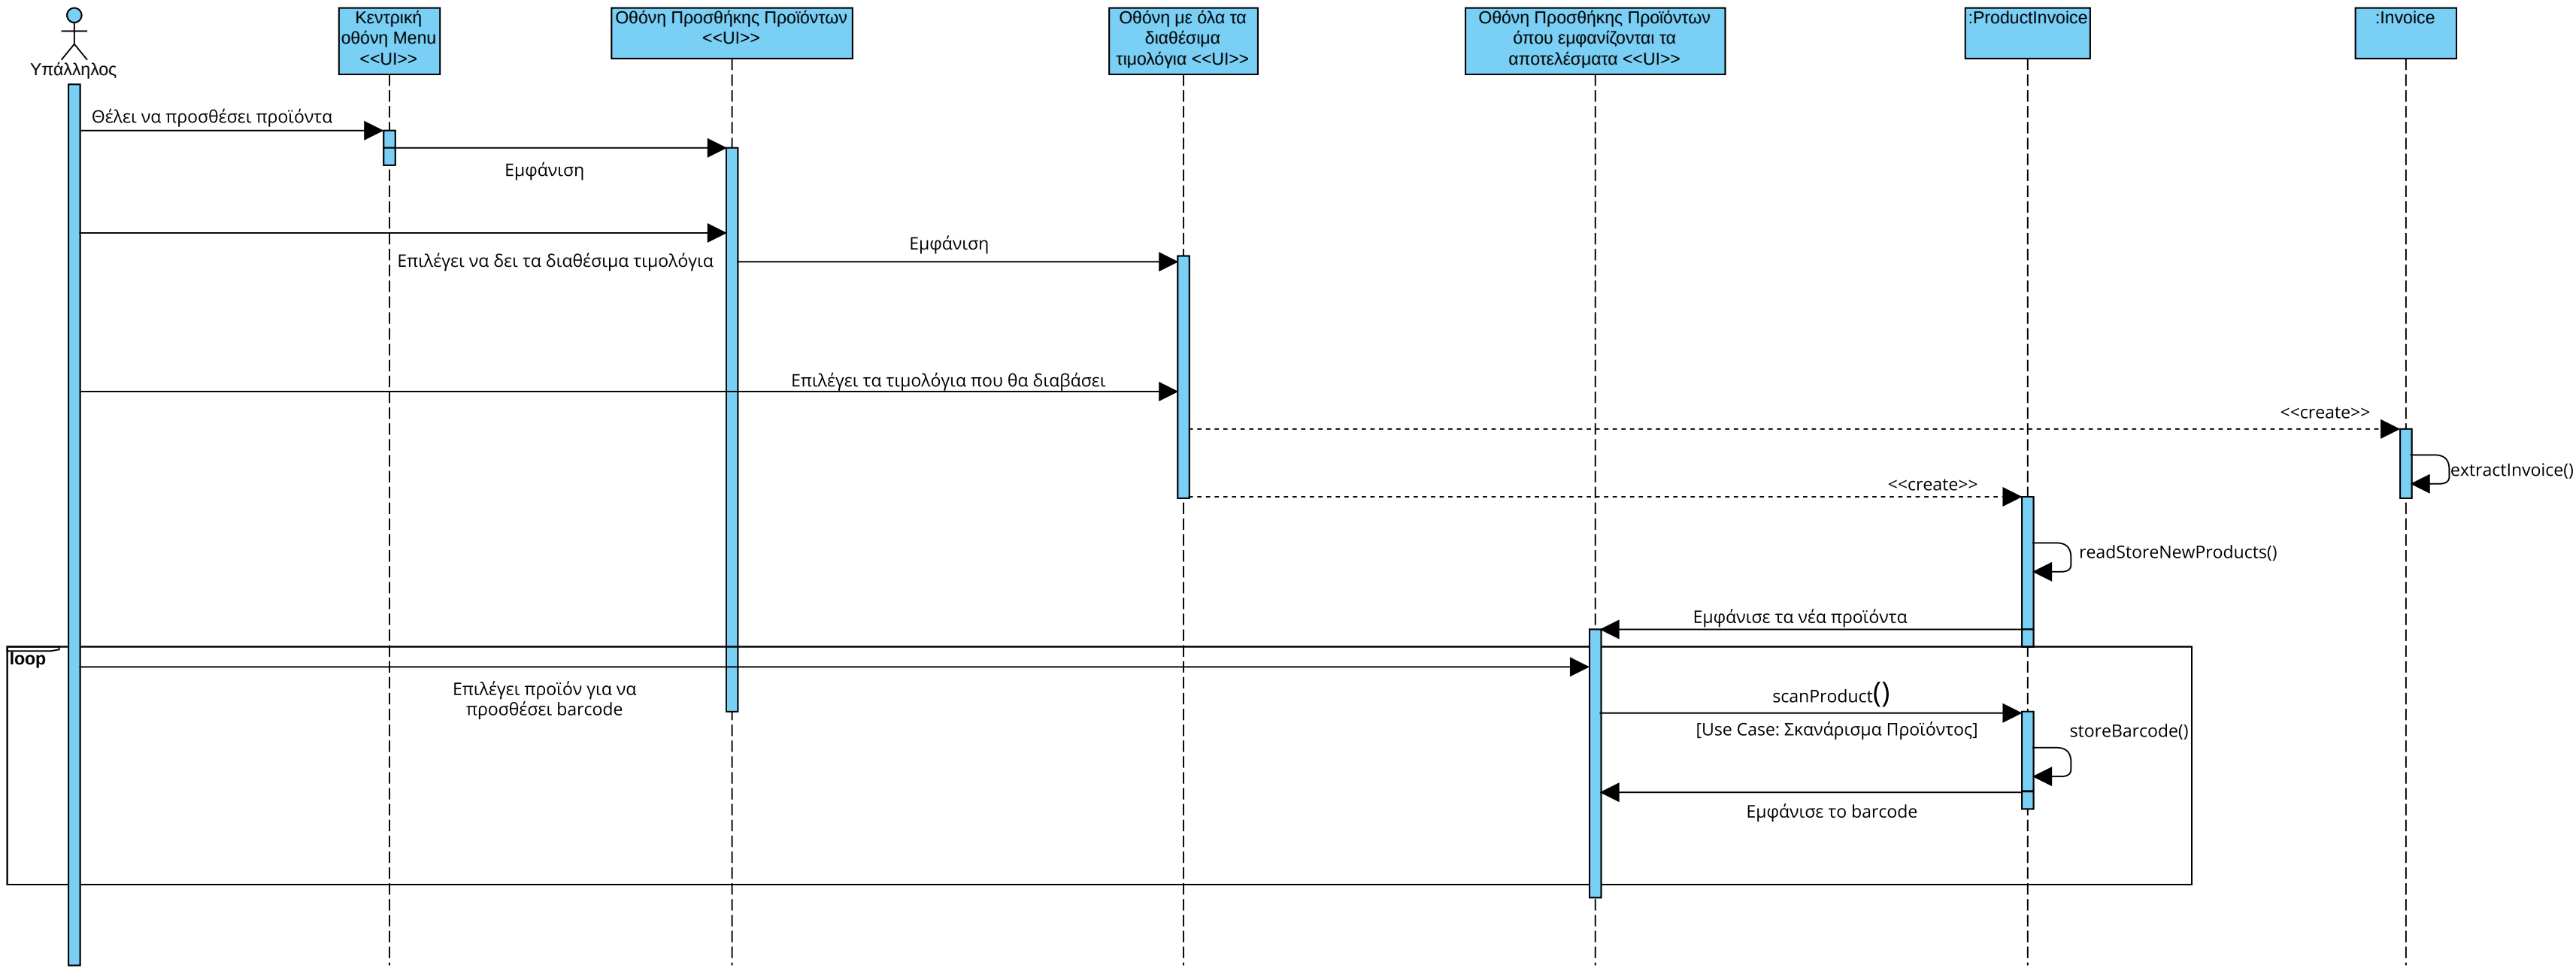 Υπάλληλος
Κεντρική
οθόνη Menu
<<UI>>
Οθόνη Προσθήκης Προϊόντων
<<UI>>
Οθόνη με όλα τα
διαθέσιμα
τιμολόγια <<UI>>
Οθόνη Προσθήκης Προϊόντων
όπου εμφανίζονται τα
αποτελέσματα <<UI>>
:ProductInvoice
:Invoice
Θέλει να προσθέσει προϊόντα
Εμφάνιση
Επιλέγει να δει τα διαθέσιμα τιμολόγια
Εμφάνιση
Επιλέγει τα τιμολόγια που θα διαβάσει
<<create>>
extractInvoice()
<<create>>
readStoreNewProducts()
Εμφάνισε τα νέα προϊόντα
loop
Επιλέγει προϊόν για να
προσθέσει barcode
scanProduct()
[Use Case: Σκανάρισμα Προϊόντος]
storeBarcode()
Εμφάνισε το barcode